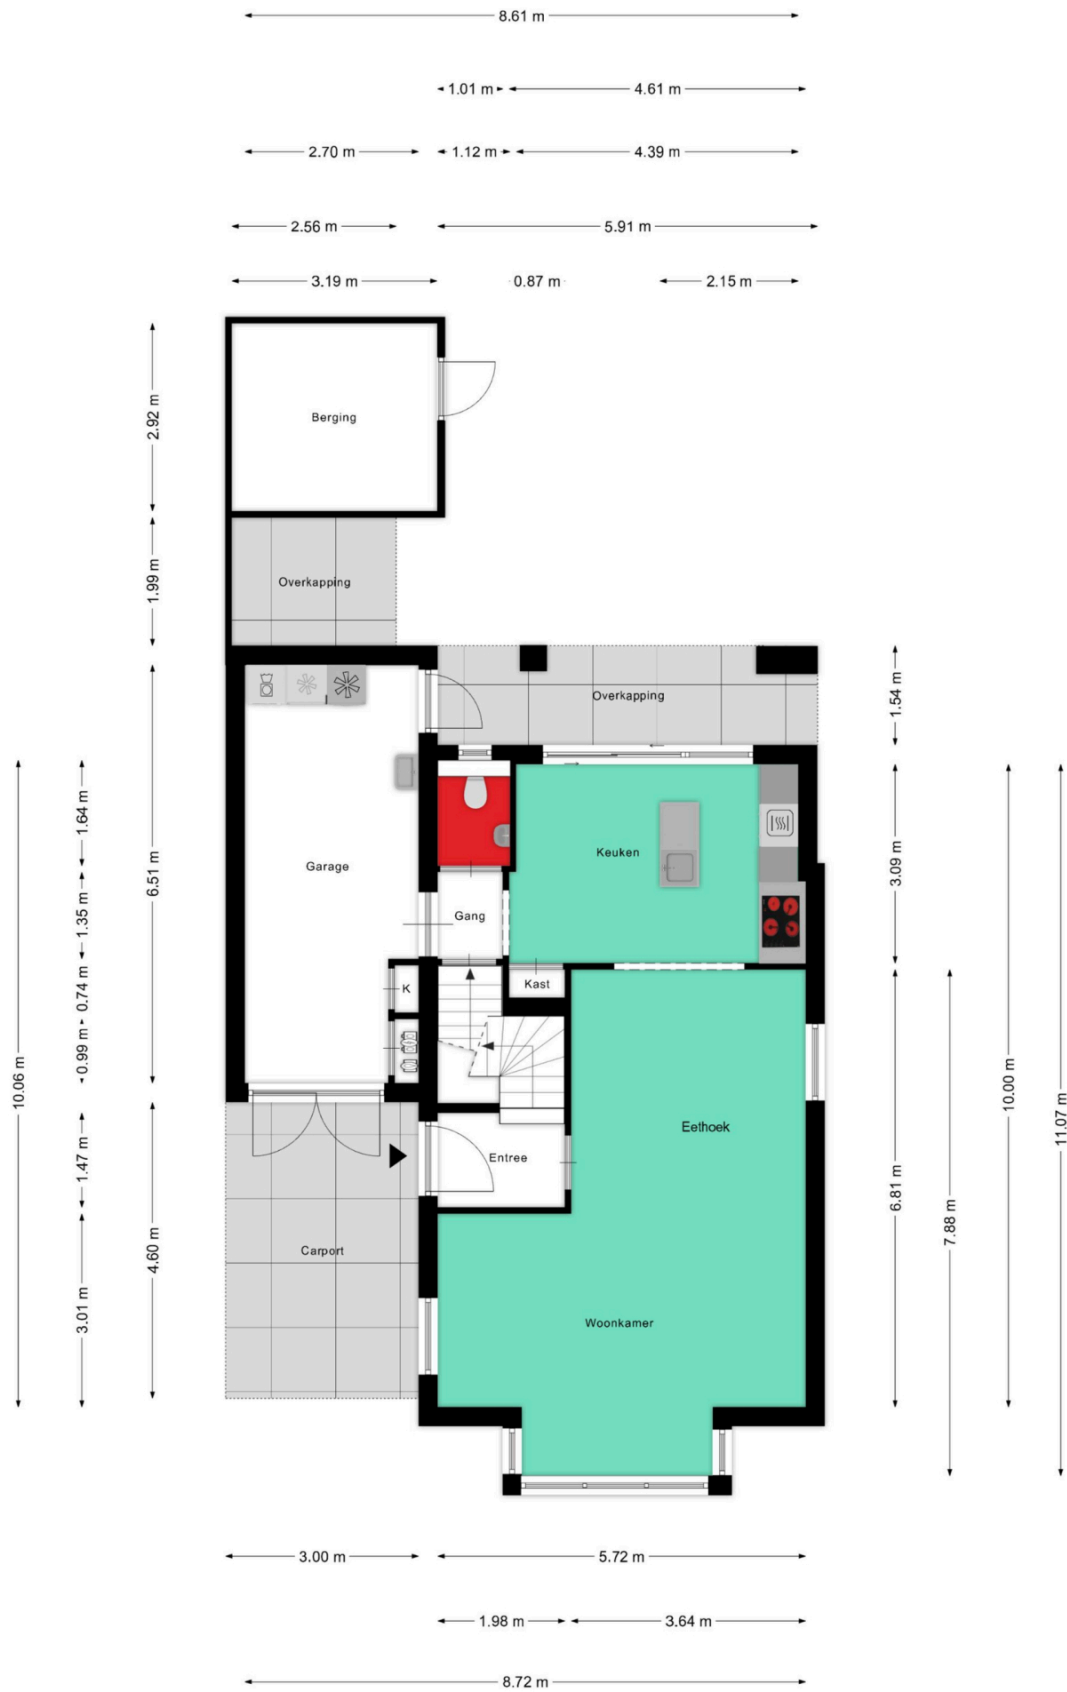 8.61 m
1.01 m
4.61 m
2.70 m
1.12 m
4.39 m
2.56 m
5.91 m
3.19 m
0.87 m
2.15 m
2.92 m
Berging
1.99 m
Overkapping
Overkapping
1.54 m
10.06 m
1.64 m
1.35 m
0.74 m
0.99 m
1.47 m
3.01 m
6.51 m
4.60 m
Garage
Keuken
Gang
K
Kast
Eethoek
Entree
Carport
Woonkamer
3.09 m
6.81 m
7.88 m
10.00 m
11.07 m
3.00 m
5.72 m
1.98 m
3.64 m
8.72 m